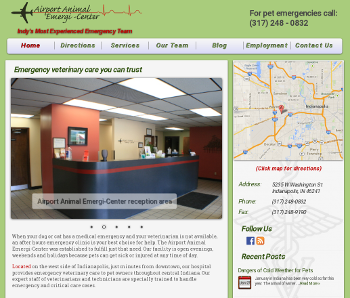 Airport Animal
Emergi-Center
Indy's Most Experienced Emergency Team
For pet emergencies call:
(317) 248 - 0832
Home Directions Services Our Team Blog Employment Contact Us
Emergency veterinary care you can trust
Airport Animal Emergi-Center reception area
When your dog or cat has a medical emergency and your veterinarian is not available,
an after hours emergency clinic is your best choice for help. The Airport Animal
Emergi-Center was established to fulfill just that need. Our facility is open evenings,
weekends and holidays because pets can get sick or injured at any time of day.
Located on the west side of Indianapolis, just minutes from downtown, our hospital
provides emergency veterinary care to pet owners throughout central Indiana. Our
expert staff of veterinarians and technicians are specially trained to handle
emergency and critical care cases.
Indianapolis
(Click map for directions)
Address 5235 W Washington St
Indianapolis, IN 46241
Phone (317) 248-0832
Fax
Follow Us
Recent Posts
Dangers of Cold Weather for Pets